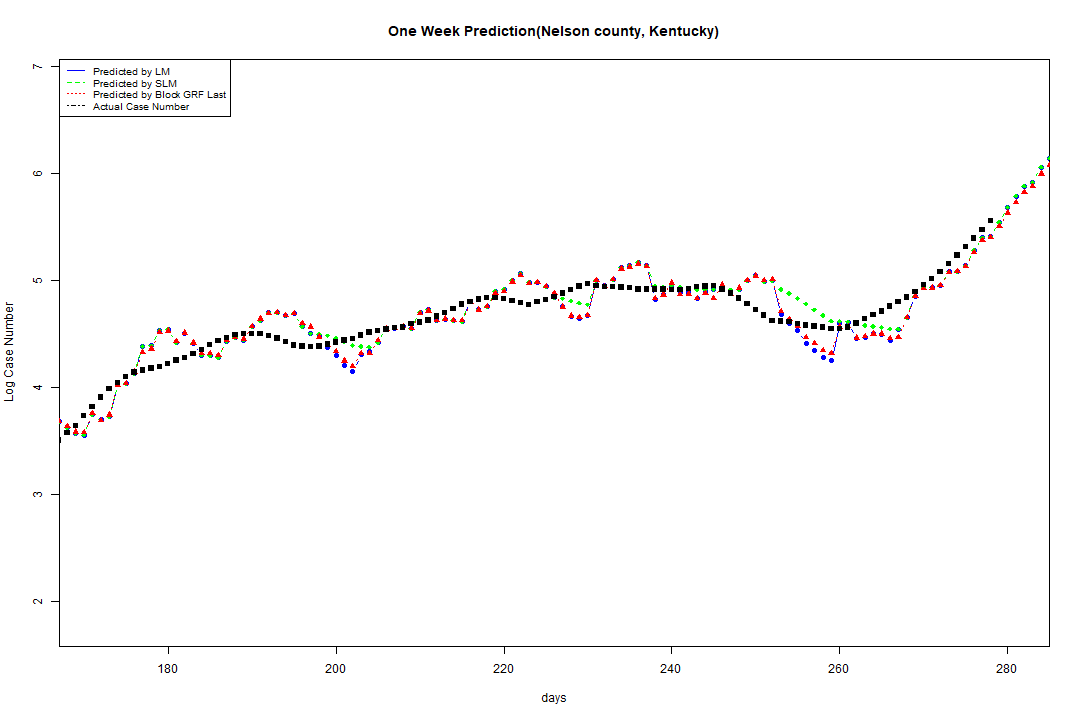 One Week Prediction(Nelson county, Kentucky)
7
Predicted by LM
Predicted by SLM
Predicted by Block GRF Last
Actual Case Number
6
5
4
3
2
Log Case Number
180 200 220 240 260 280
days